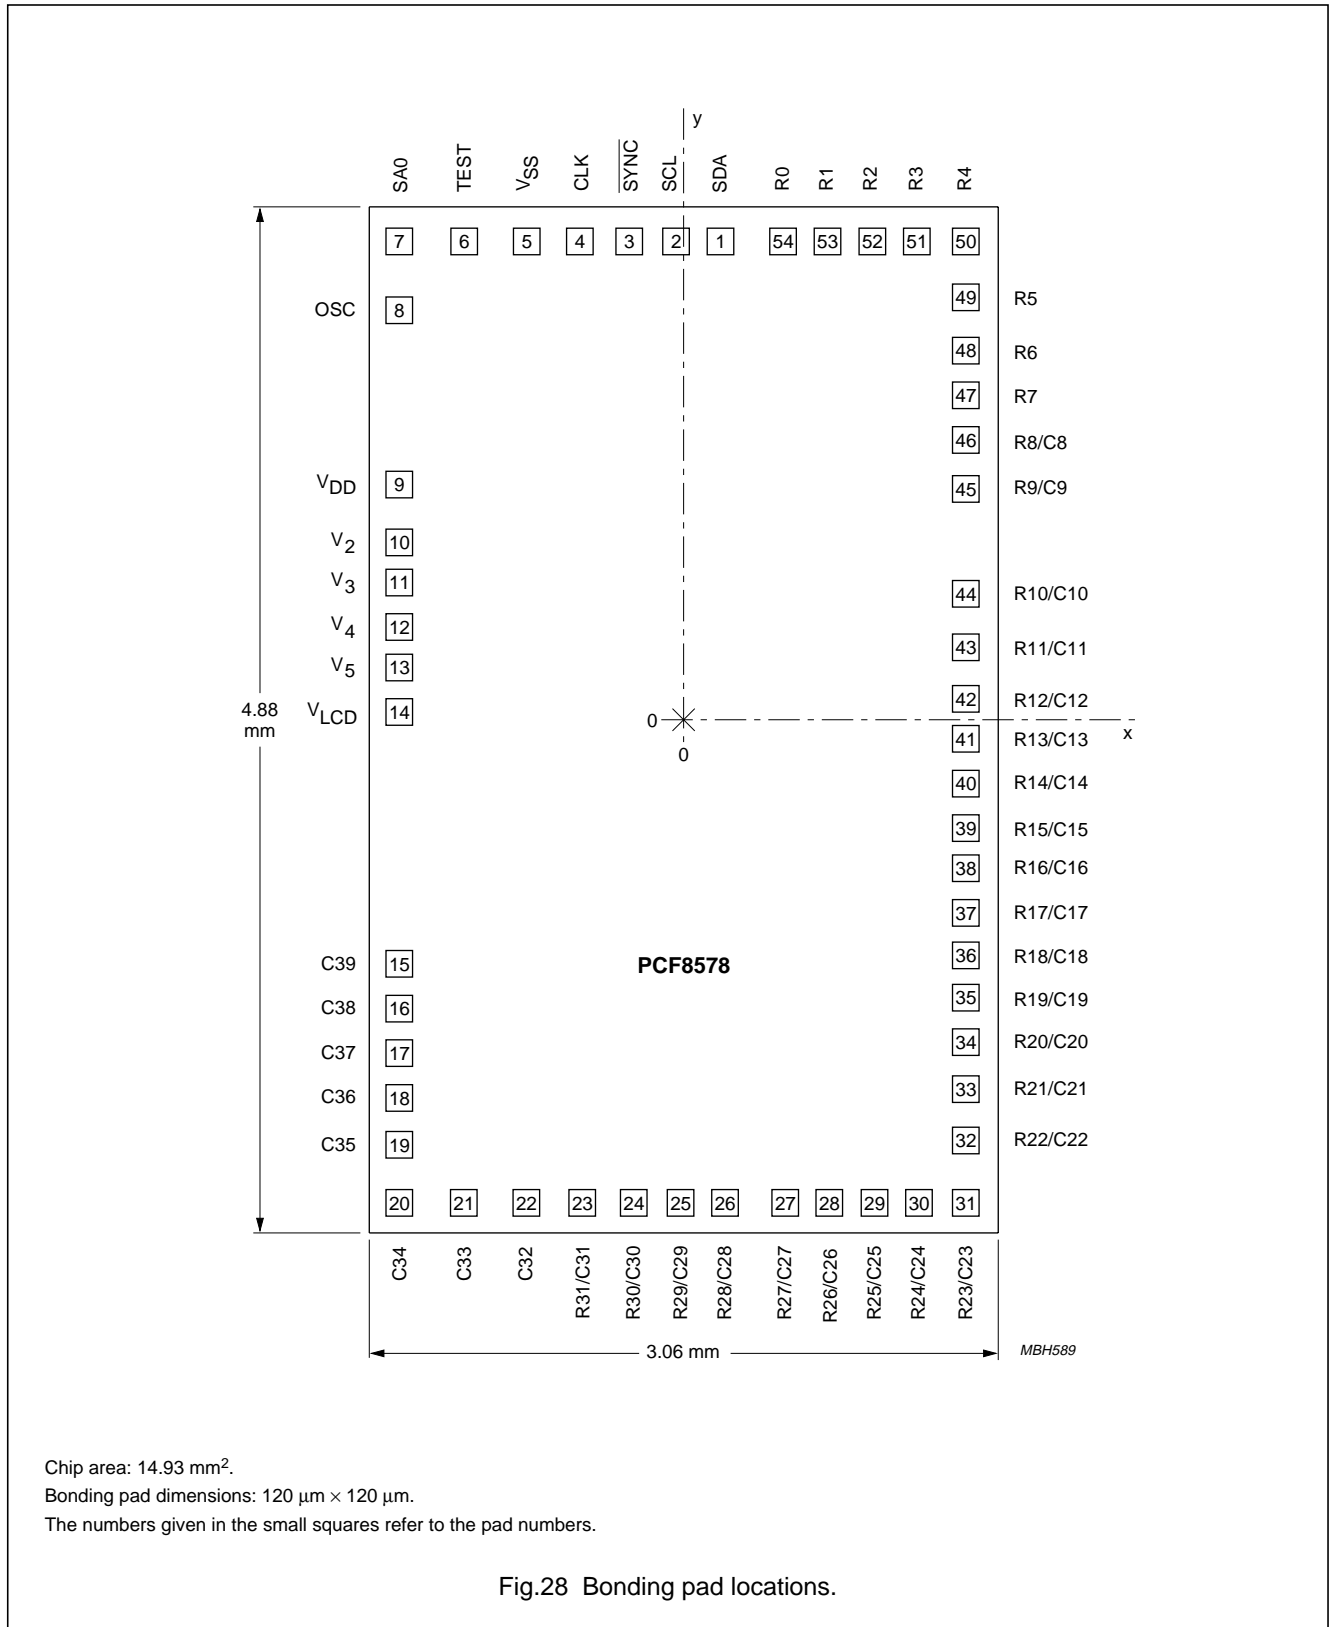 y
SA0 TEST VSS CLK SYNC SCL SDA R0 R1 R2 R3 R4
7 6 5 4 3 2 1 54 53 52 51 50
49 R5
OSC 8
48 R6
47 R7
46 R8/C8
VDD 9 45 R9/C9
V2 10
V3 11
44 R10/C10
V4 12
43 R11/C11
V5 13
42 R12/C12
4.88
mm
VLCD 14
0
x
41 R13/C13
0
40 R14/C14
39 R15/C15
38 R16/C16
37 R17/C17
36 R18/C18
C39 15 PCF8578
35 R19/C19
C38 16
34 R20/C20
C37 17
33 R21/C21
C36 18
32 R22/C22
C35 19
20 21 22 23 24 25 26 27 28 29 30 31
C34 C33 C32 R31/C31 R30/C30 R29/C29 R28/C28 R27/C27 R26/C26 R25/C25 R24/C24 R23/C23
3.06 mm
MBH589
Chip area: 14.93 mm².
Bonding pad dimensions: 120 µm × 120 µm.
The numbers given in the small squares refer to the pad numbers.
Fig.28 Bonding pad locations.